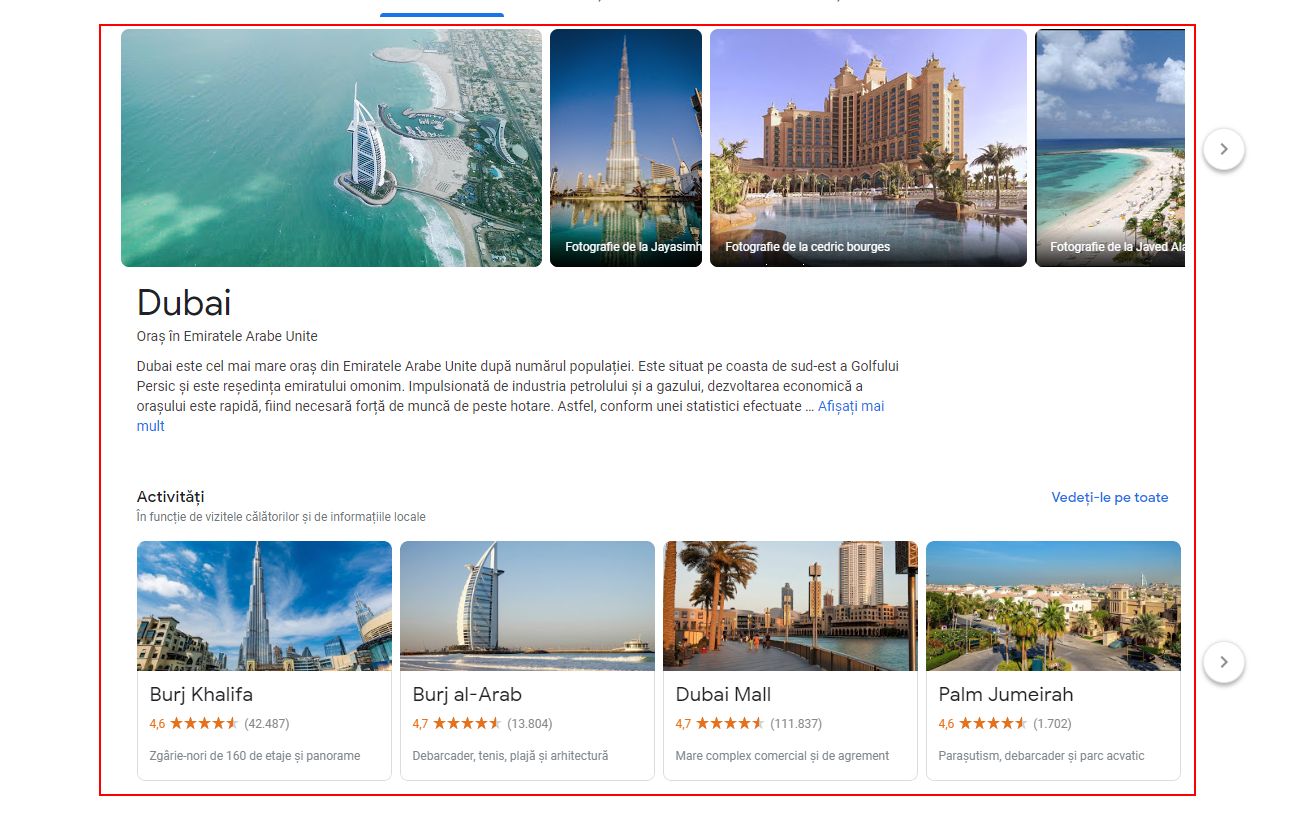 Fotografie de la Jayasimh
Fotografie de la cedric bourges
Fotografie de la Javed Ala
Dubai
Oraș în Emiratele Arabe Unite
Dubai este cel mai mare oraș din Emiratele Arabe Unite după numărul populației. Este situat pe coasta de sud-est a Golfului
Persic și este reședința emiratului omonim. Impulsionată de industria petrolului și a gazului, dezvoltarea economică a
orașului este rapidă, fiind necesară forță de muncă de peste hotare. Astfel, conform unei statistici efectuate ... Afișați mai
mult
Activități
Vedeți-le pe toate
În funcție de vizitele călătorilor și de informațiile locale
Burj Khalifa
4,6 ★★★★★ (42.487)
Zgârie-nori de 160 de etaje și panorame
Burj al-Arab
4,7 ★★★★★ (13.804)
Debarcader, tenis, plajă și arhitectură
Dubai Mall
4,7 ★★★★★ (111.837)
Mare complex comercial și de agrement
Palm Jumeirah
4,6 ★★★★★ (1.702)
Parașutism, debarcader și parc acvatic